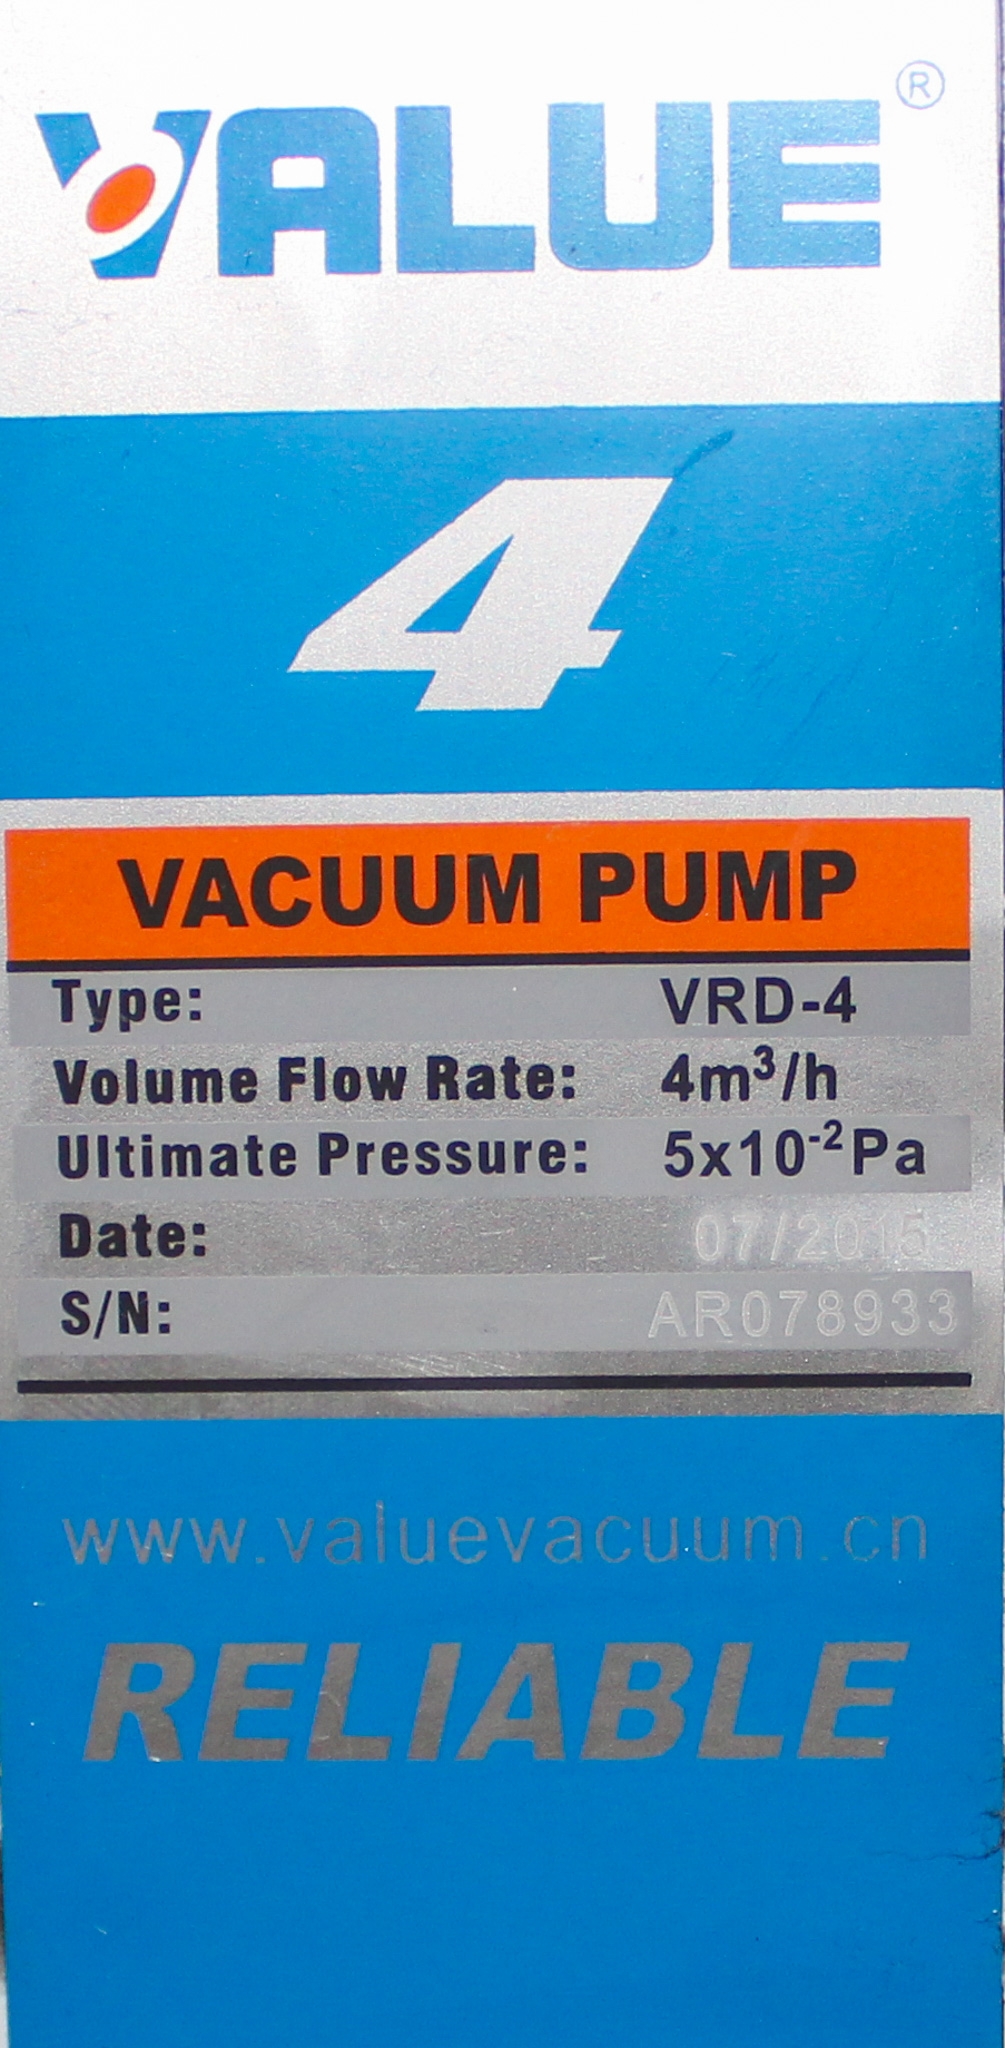 VALUE®
4
VACUUM PUMP
Type: VRD-4
Volume Flow Rate: 4m³/h
Ultimate Pressure: 5x10⁻²Pa
Date: 07/2015
S/N: AR078933
www.valuevacuum.cn
RELIABLE